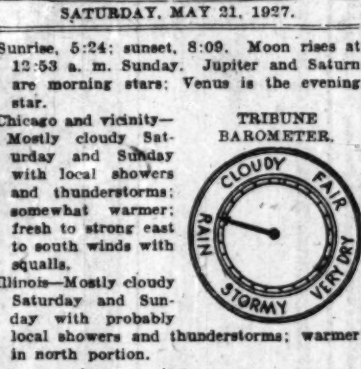 SATURDAY, MAY 21, 1927.
Sunrise, 5:24; sunset, 8:09. Moon rises at
12:53 a. m. Sunday. Jupiter and Saturn
are morning stars; Venus is the evening
star.
Chicago and vicinity—
Mostly cloudy Sat-
urday and Sunday
with local showers
and thunderstorms;
somewhat warmer;
fresh to strong east
to south winds with
squalls.
TRIBUNE
BAROMETER.
CLOUDY
FAIR
RAIN
VERY DRY
STORMY
Illinois—Mostly cloudy
Saturday and Sun-
day with probably
local showers and thunderstorms; warmer
in north portion.